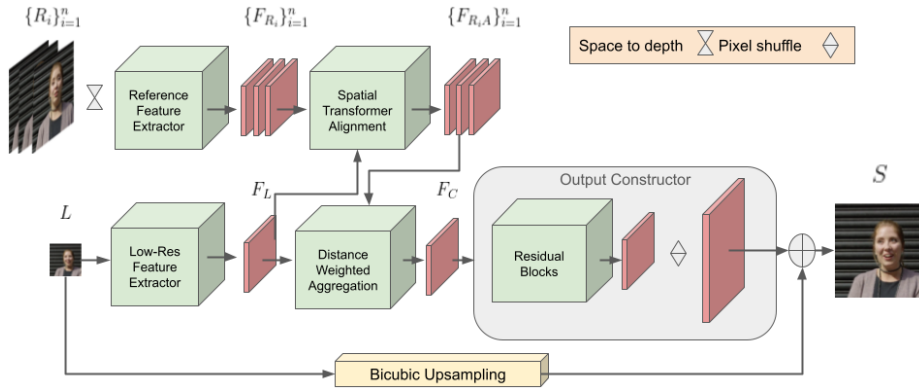 {R_i}_{i=1}^n
{F_{R_i}}_{i=1}^n
{F_{R_iA}}_{i=1}^n
Space to depth
Pixel shuffle
Reference
Feature
Extractor
Spatial
Transformer
Alignment
F_L
F_C
Output Constructor
S
L
Low-Res
Feature
Extractor
Distance
Weighted
Aggregation
Residual
Blocks
Bicubic Upsampling